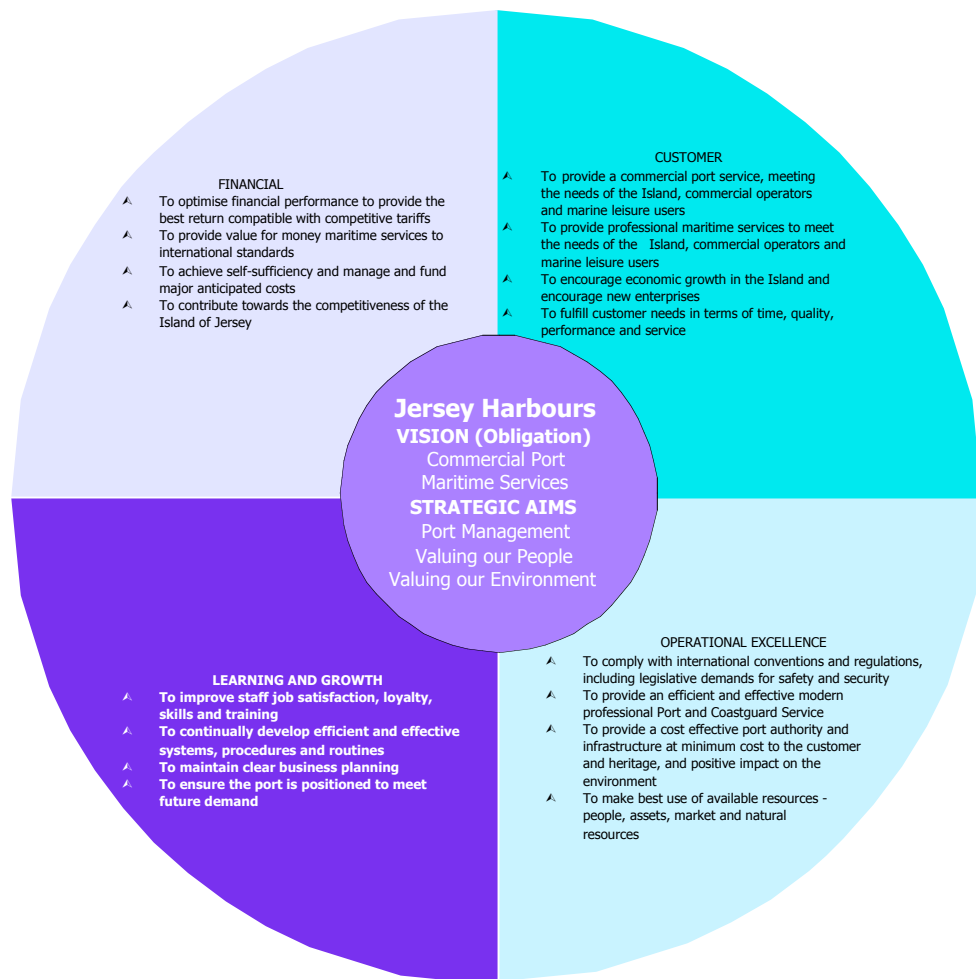 FINANCIAL
To optimise financial performance to provide the
best return compatible with competitive tariffs
To provide value for money maritime services to
international standards
To achieve self-sufficiency and manage and fund
major anticipated costs
To contribute towards the competitiveness of the
Island of Jersey
CUSTOMER
To provide a commercial port service, meeting
the needs of the Island, commercial operators
and marine leisure users
To provide professional maritime services to meet
the needs of the Island, commercial operators and
marine leisure users
To encourage economic growth in the Island and
encourage new enterprises
To fulfill customer needs in terms of time, quality,
performance and service
Jersey Harbours
VISION (Obligation)
Commercial Port
Maritime Services
STRATEGIC AIMS
Port Management
Valuing our People
Valuing our Environment
LEARNING AND GROWTH
To improve staff job satisfaction, loyalty,
skills and training
To continually develop efficient and effective
systems, procedures and routines
To maintain clear business planning
To ensure the port is positioned to meet
future demand
OPERATIONAL EXCELLENCE
To comply with international conventions and regulations,
including legislative demands for safety and security
To provide an efficient and effective modern
professional Port and Coastguard Service
To provide a cost effective port authority and
infrastructure at minimum cost to the customer
and heritage, and positive impact on the
environment
To make best use of available resources -
people, assets, market and natural
resources